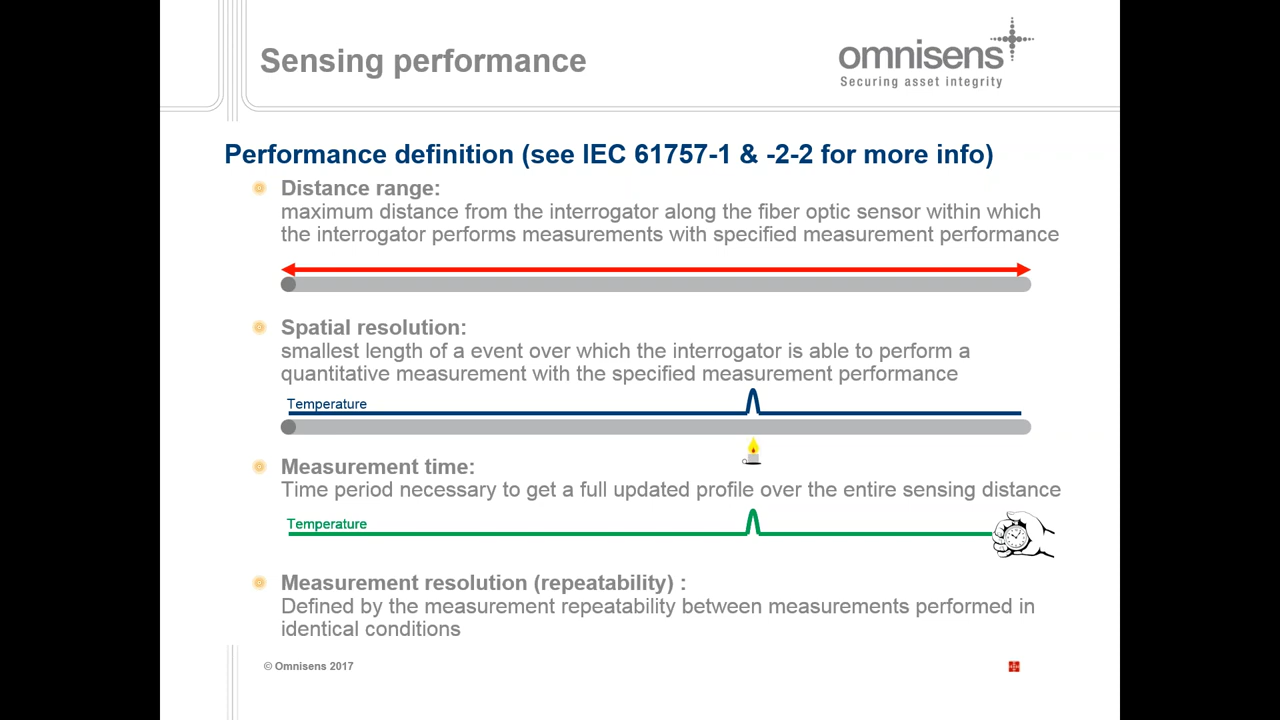 Sensing performance
omnisens
Securing asset integrity
Performance definition (see IEC 61757-1 & -2-2 for more info)
Distance range:
maximum distance from the interrogator along the fiber optic sensor within which
the interrogator performs measurements with specified measurement performance
Spatial resolution:
smallest length of a event over which the interrogator is able to perform a
quantitative measurement with the specified measurement performance
Temperature
Measurement time:
Time period necessary to get a full updated profile over the entire sensing distance
Temperature
Measurement resolution (repeatability) :
Defined by the measurement repeatability between measurements performed in
identical conditions
© Omnisens 2017